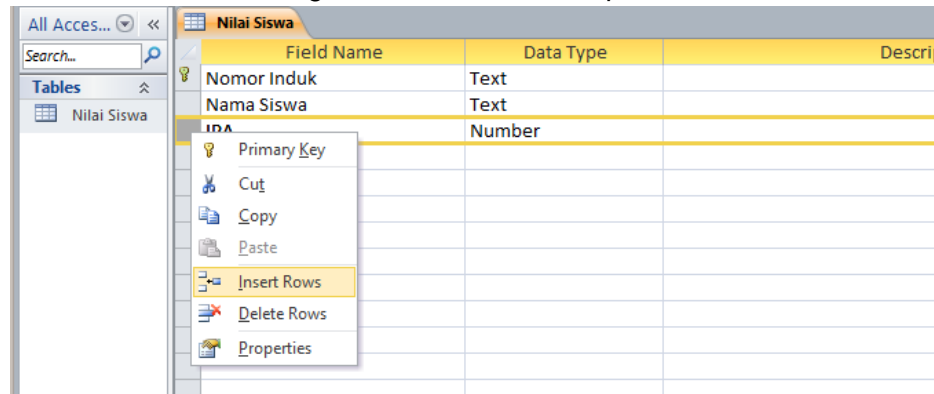 All Acces... «
Nilai Siswa
Search...
Tables
Nilai Siswa
Field Name Data Type Descri
Nomor Induk Text
Nama Siswa Text
IPA Number
Primary Key
Cut
Copy
Paste
Insert Rows
Delete Rows
Properties